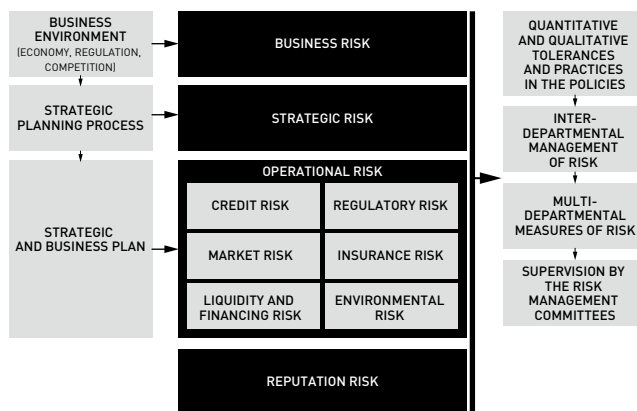 BUSINESS
ENVIRONMENT
(ECONOMY, REGULATION,
COMPETITION)
STRATEGIC
PLANNING PROCESS
STRATEGIC
AND BUSINESS PLAN
BUSINESS RISK
STRATEGIC RISK
OPERATIONAL RISK
CREDIT RISK
REGULATORY RISK
MARKET RISK
INSURANCE RISK
LIQUIDITY AND
FINANCING RISK
ENVIRONMENTAL
RISK
REPUTATION RISK
QUANTITATIVE
AND QUALITATIVE
TOLERANCES
AND PRACTICES
IN THE POLICIES
INTER-
DEPARTMENTAL
MANAGEMENT
OF RISK
MULTI-
DEPARTMENTAL
MEASURES OF RISK
SUPERVISION BY
THE RISK
MANAGEMENT
COMMITTEES